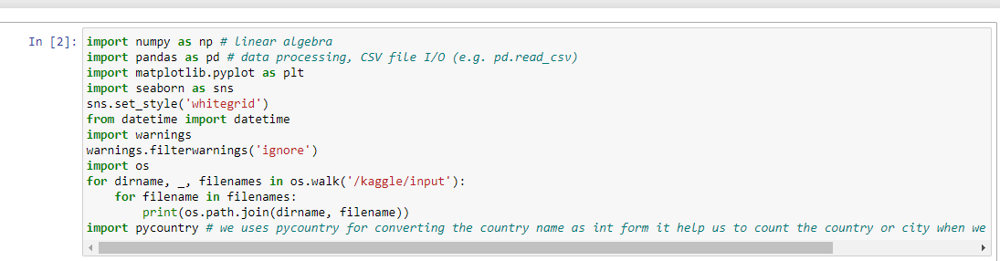 In [2]: import numpy as np # linear algebra
import pandas as pd # data processing, CSV file I/O (e.g. pd.read_csv)
import matplotlib.pyplot as plt
import seaborn as sns
sns.set_style('whitegrid')
from datetime import datetime
import warnings
warnings.filterwarnings('ignore')
import os
for dirname, _, filenames in os.walk('/kaggle/input'):
    for filename in filenames:
        print(os.path.join(dirname, filename))
import pycountry # we uses pycountry for converting the country name as int form it help us to count the country or city when we